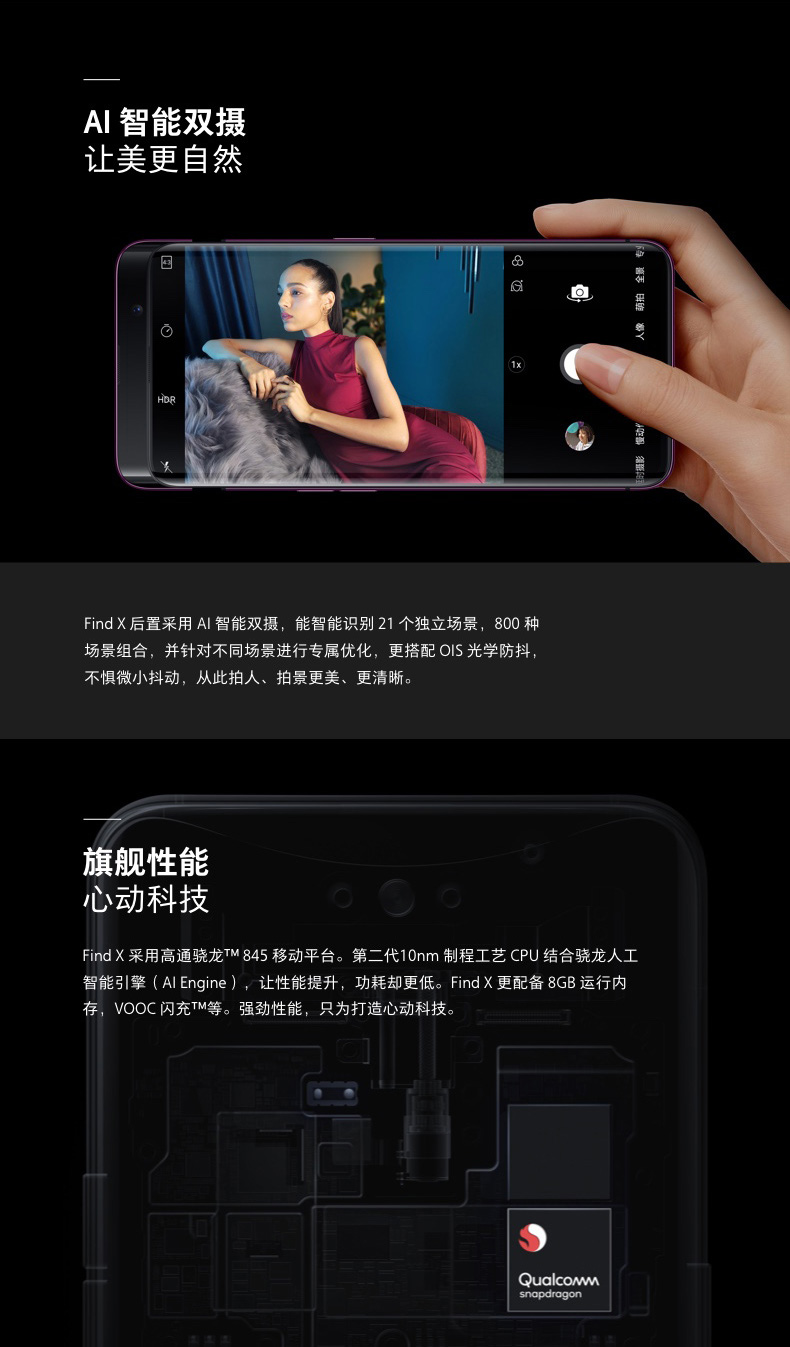 AI 智能双摄
让美更自然
4:3
HDR
1x
专业
全景
萌拍
人像
慢动作
延时摄影
Find X 后置采用 AI 智能双摄，能智能识别 21 个独立场景，800 种
场景组合，并针对不同场景进行专属优化，更搭配 OIS 光学防抖，
不惧微小抖动，从此拍人、拍景更美、更清晰。
旗舰性能
心动科技
Find X 采用高通骁龙™ 845 移动平台。第二代10nm 制程工艺 CPU 结合骁龙人工
智能引擎（ AI Engine ），让性能提升，功耗却更低。Find X 更配备 8GB 运行内
存，VOOC 闪充™等。强劲性能，只为打造心动科技。
Qualcomm
snapdragon